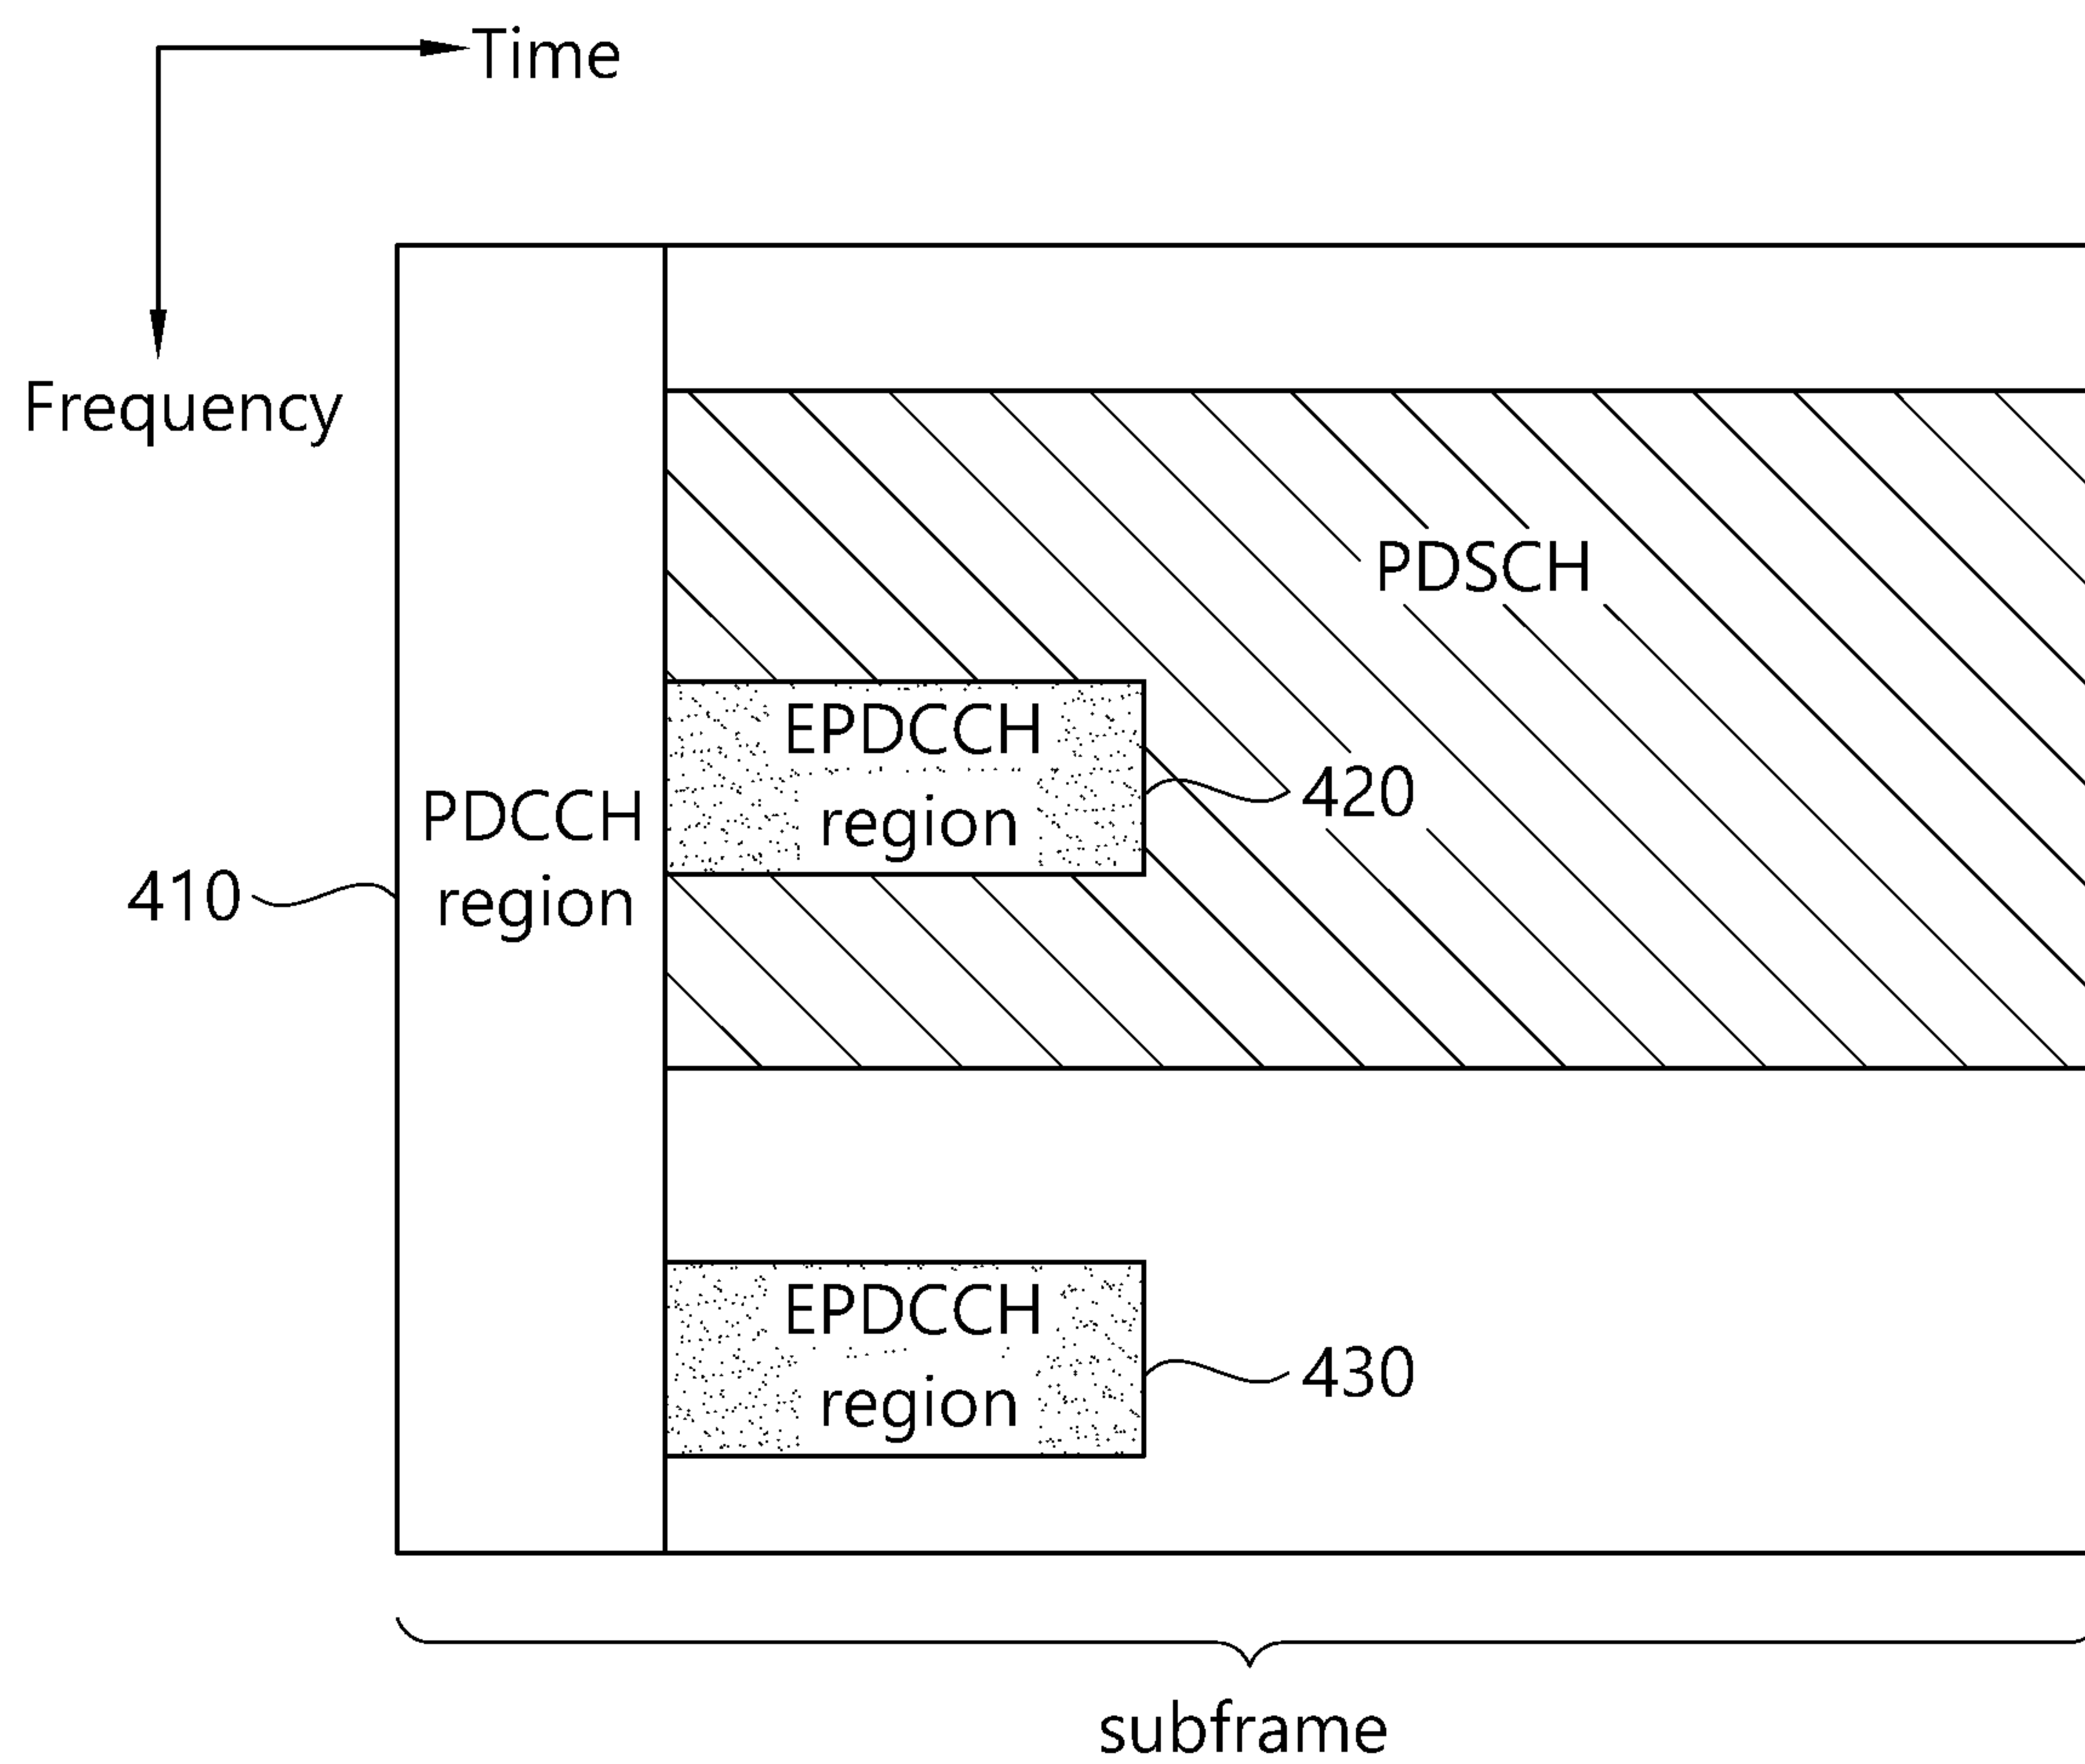 Time
Frequency
PDSCH
EPDCCH
region
420
PDCCH
region
410
EPDCCH
region
430
subframe